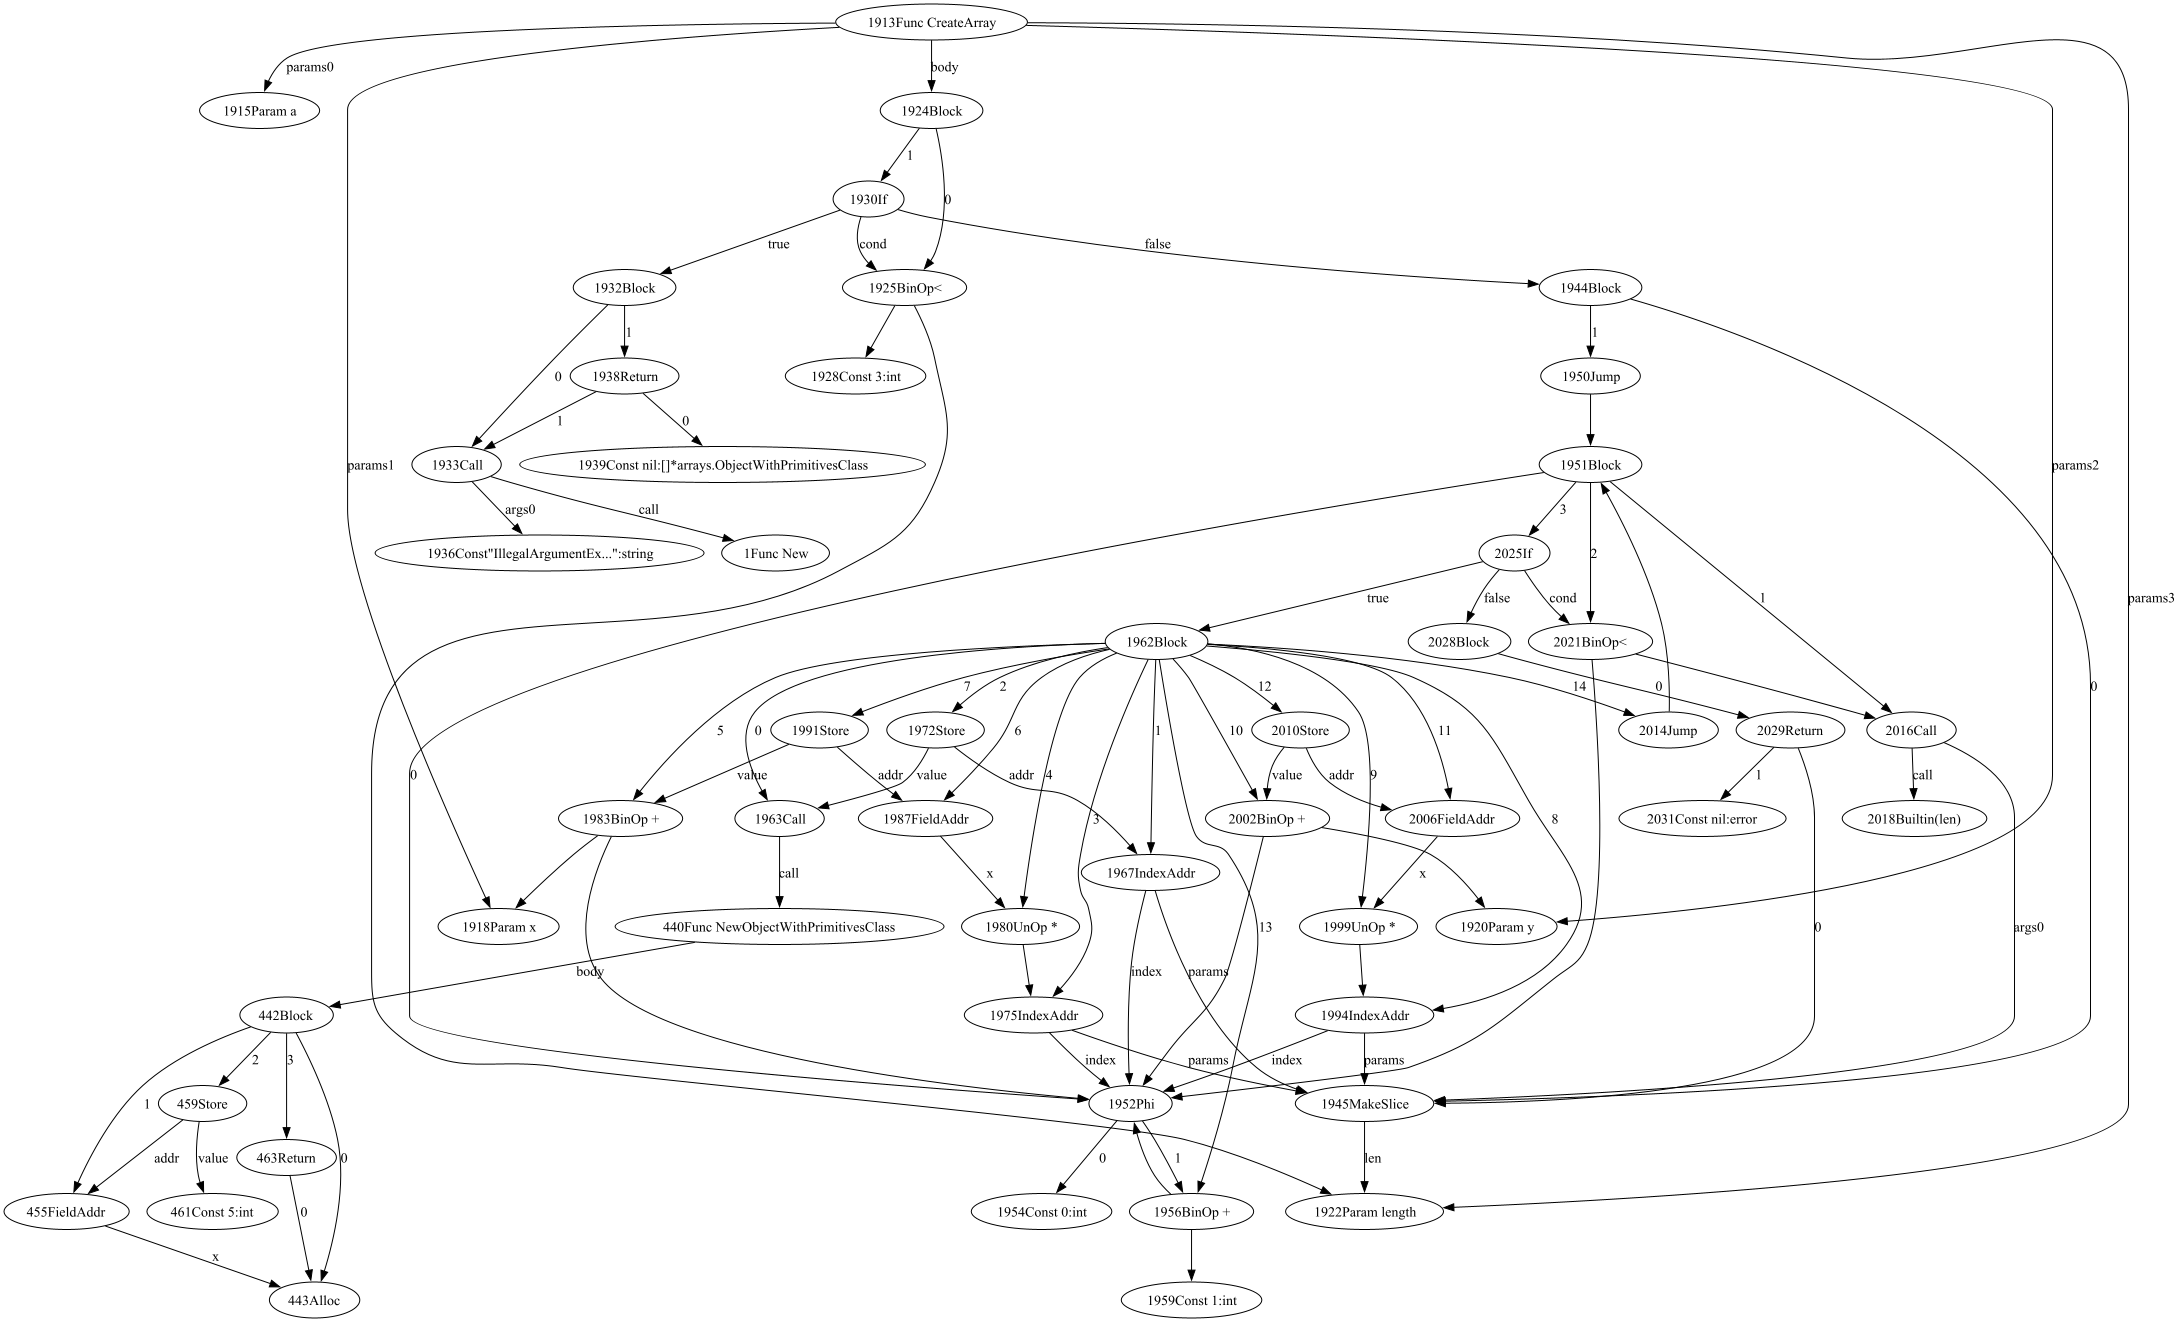 1913Func CreateArray
params0
body
1915Param a
1924Block
1
0
1930If
true
cond
false
1932Block
1925BinOp<
1944Block
1
1
0
1938Return
1928Const 3:int
1950Jump
1
0
params1
1933Call
1939Const nil:[]*arrays.ObjectWithPrimitivesClass
1951Block
params2
args0
call
3
1936Const"IllegalArgumentEx...":string
1Func New
2025If
2
true
false
cond
1
params3
1962Block
2028Block
2021BinOp<
7
2
12
14
0
0
1991Store
1972Store
2010Store
2014Jump
2029Return
2016Call
5
0
6
1
10
11
0
value
addr
value
addr
4
value
addr
9
1
call
1983BinOp +
1963Call
1987FieldAddr
3
2002BinOp +
2006FieldAddr
8
2031Const nil:error
2018Builtin(len)
call
x
1967IndexAddr
x
1918Param x
440Func NewObjectWithPrimitivesClass
1980UnOp *
13
1999UnOp *
1920Param y
0
args0
body
index
params
442Block
1975IndexAddr
1994IndexAddr
2
3
index
params
index
params
1
459Store
1952Phi
1945MakeSlice
addr
value
463Return
0
0
1
len
455FieldAddr
461Const 5:int
0
1954Const 0:int
1956BinOp +
1922Param length
x
443Alloc
1959Const 1:int